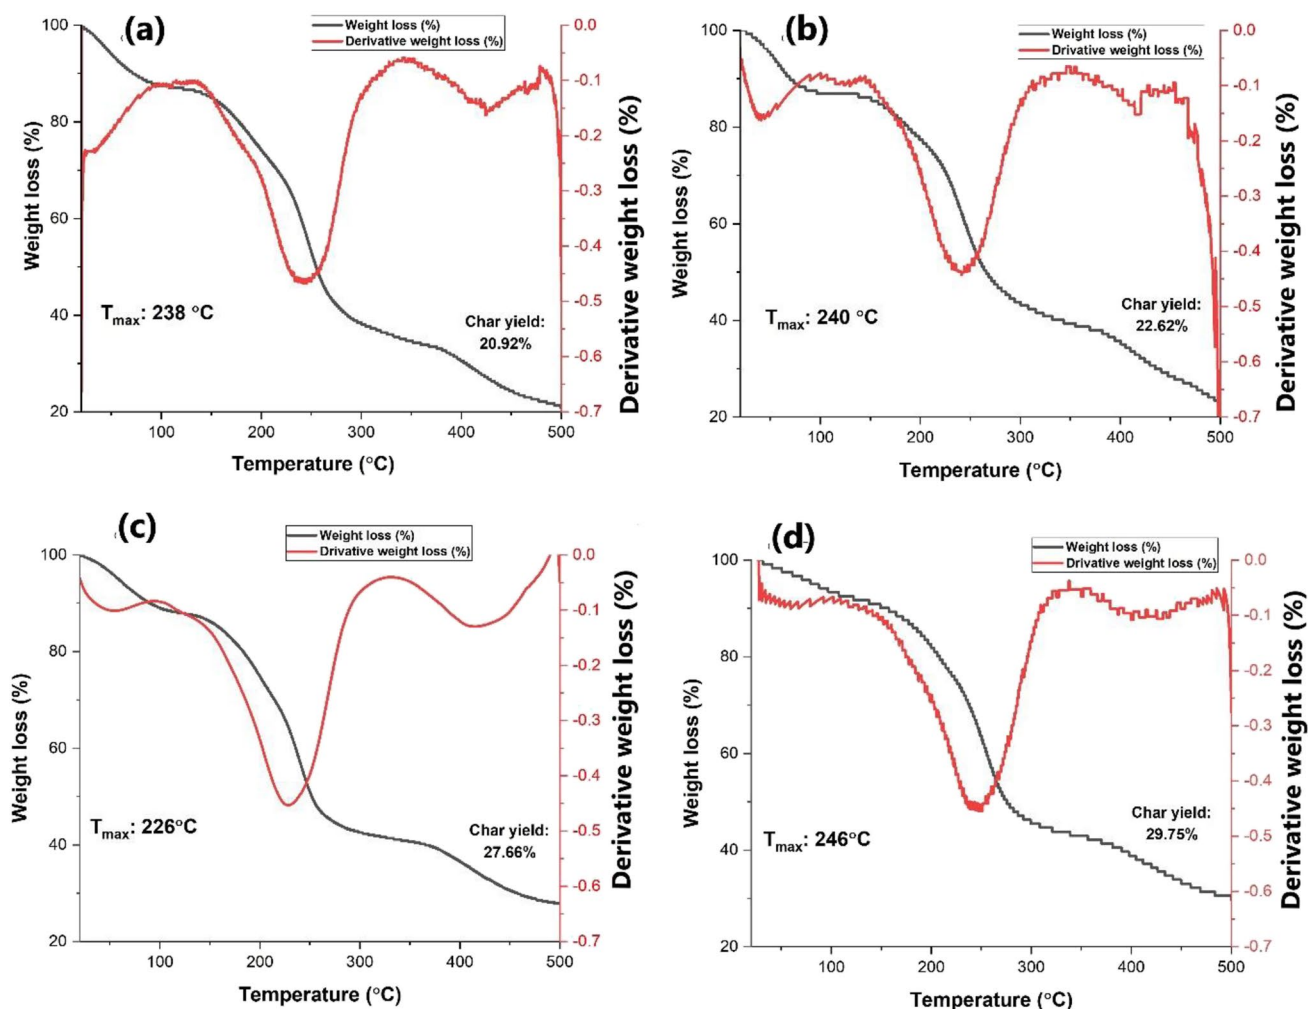 (a)
Weight loss (%)
Derivative weight loss (%)
100
80
60
40
20
0.0
-0.1
-0.2
-0.3
-0.4
-0.5
-0.6
-0.7
Weight loss (%)
Derivative weight loss (%)
Tmax: 238 °C
Char yield:
20.92%
100 200 300 400 500
Temperature (°C)
(b)
Weight loss (%)
Drivative weight loss (%)
100
80
60
40
20
0.0
-0.1
-0.2
-0.3
-0.4
-0.5
-0.6
-0.7
Weight loss (%)
Derivative weight loss (%)
Tmax: 240 °C
Char yield:
22.62%
100 200 300 400 500
Temperature (°C)
(c)
Weight loss (%)
Drivative weight loss (%)
100
80
60
40
20
0.0
-0.1
-0.2
-0.3
-0.4
-0.5
-0.6
-0.7
Weight loss (%)
Derivative weight loss (%)
Tmax: 226°C
Char yield:
27.66%
100 200 300 400 500
Temperature (°C)
(d)
Weight loss (%)
Drivative weight loss (%)
100
80
60
40
20
0.0
-0.1
-0.2
-0.3
-0.4
-0.5
-0.6
-0.7
Weight loss (%)
Derivative weight loss (%)
Tmax: 246°C
Char yield:
29.75%
100 200 300 400 500
Temperature (°C)